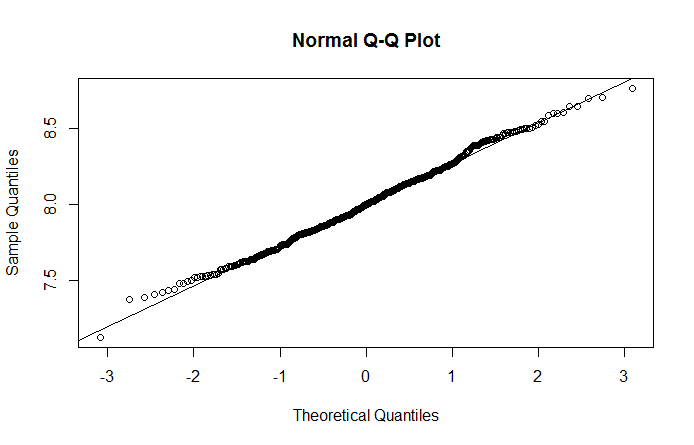 Normal Q-Q Plot
Sample Quantiles
8.5
8.0
7.5
-3 -2 -1 0 1 2 3
Theoretical Quantiles